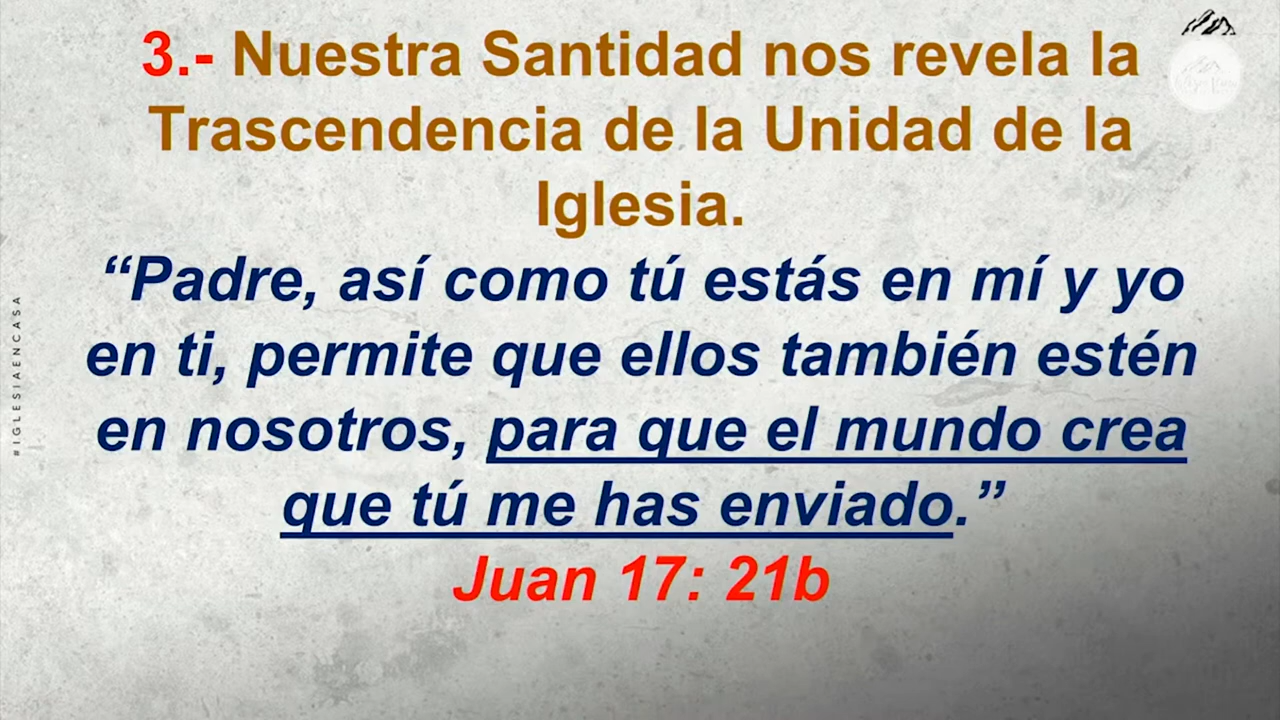 3.- Nuestra Santidad nos revela la
Trascendencia de la Unidad de la
Iglesia.
“Padre, así como tú estás en mí y yo
en ti, permite que ellos también estén
en nosotros, para que el mundo crea
que tú me has enviado.”
Juan 17: 21b
#IGLESIAENCASA